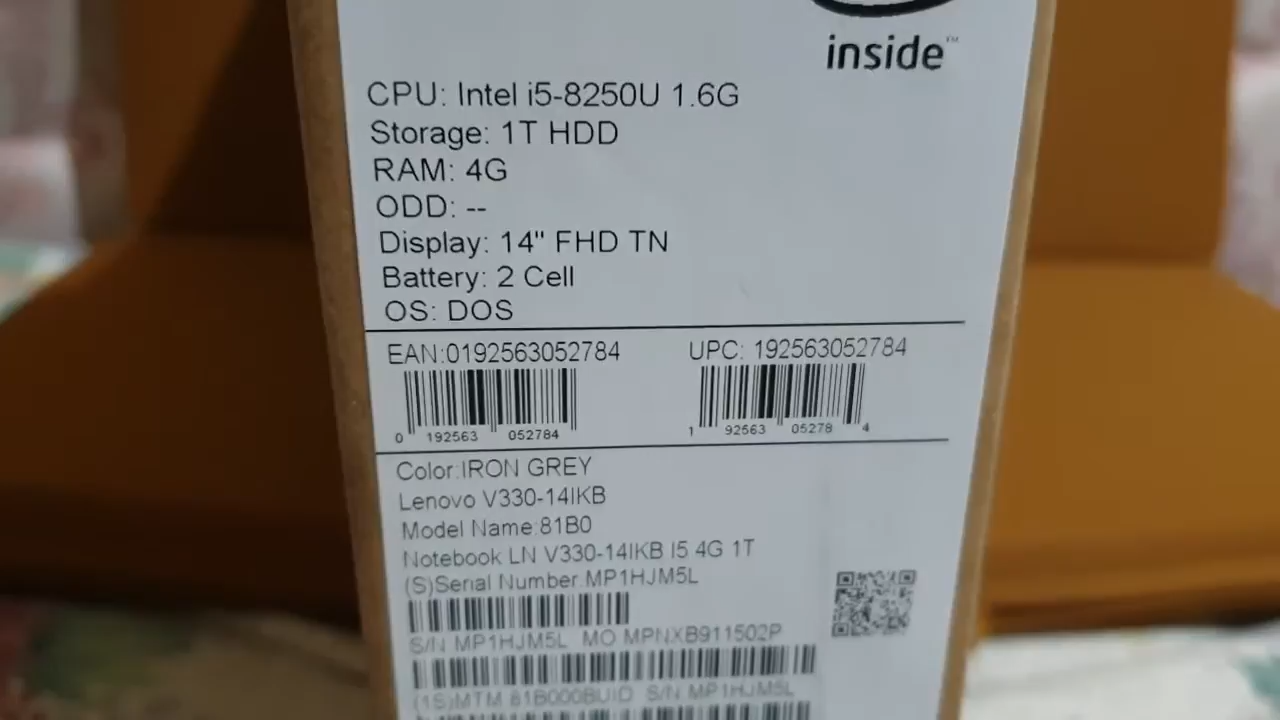 inside™
CPU: Intel i5-8250U 1.6G
Storage: 1T HDD
RAM: 4G
ODD: --
Display: 14" FHD TN
Battery: 2 Cell
OS: DOS
EAN:0192563052784
UPC: 192563052784
0 192563 052784
1 92563 05278 4
Color:IRON GREY
Lenovo V330-14IKB
Model Name:81B0
Notebook LN V330-14IKB I5 4G 1T
(S)Serial Number:MP1HJM5L
S/N MP1HJM5L MO MPNXB911502P
(1S)MTM 81B0008UID S/N MP1HJM5L